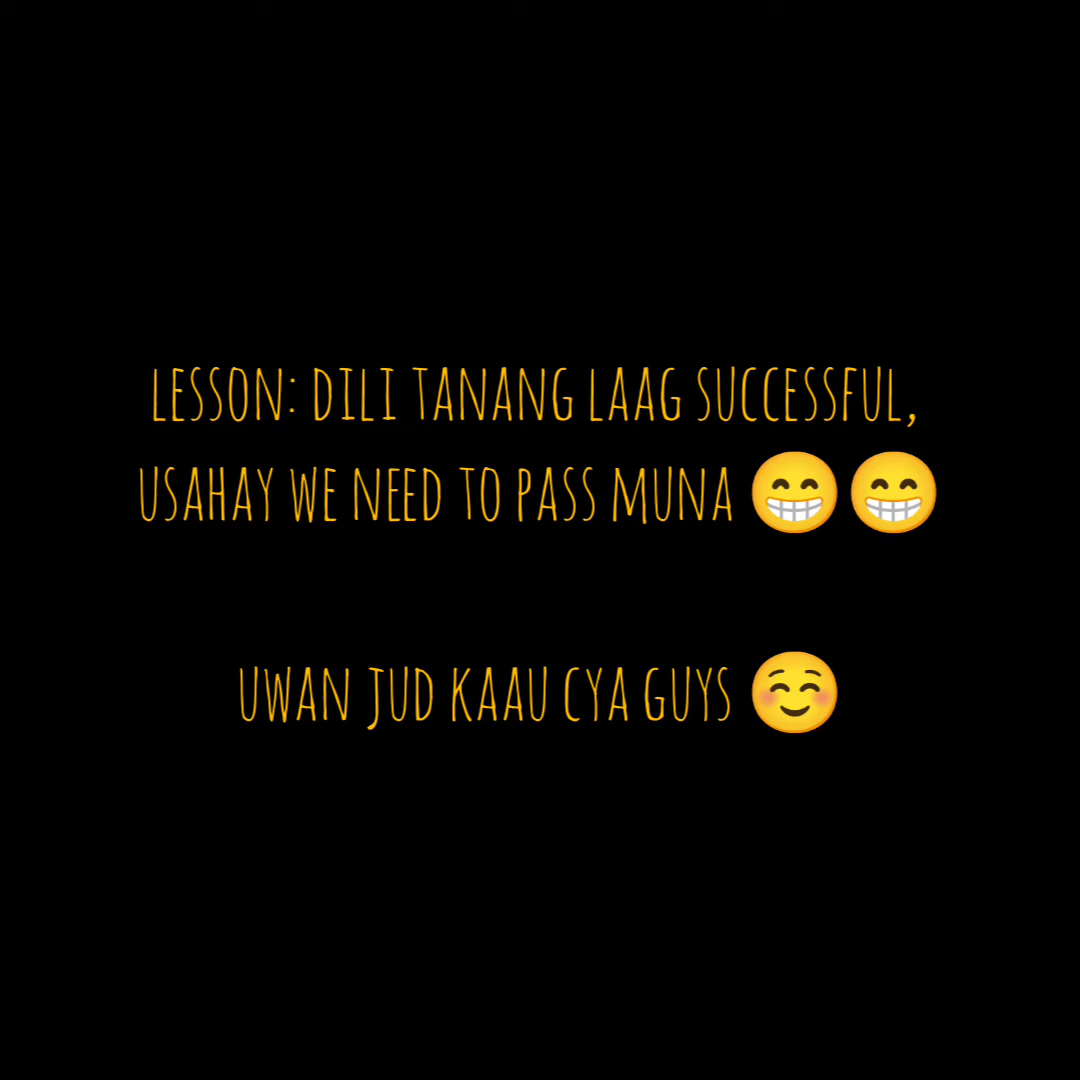 LESSON: DILI TANANG LAAG SUCCESSFUL,
USAHAY WE NEED TO PASS MUNA 😁😁
UWAN JUD KAAU CYA GUYS ☺️